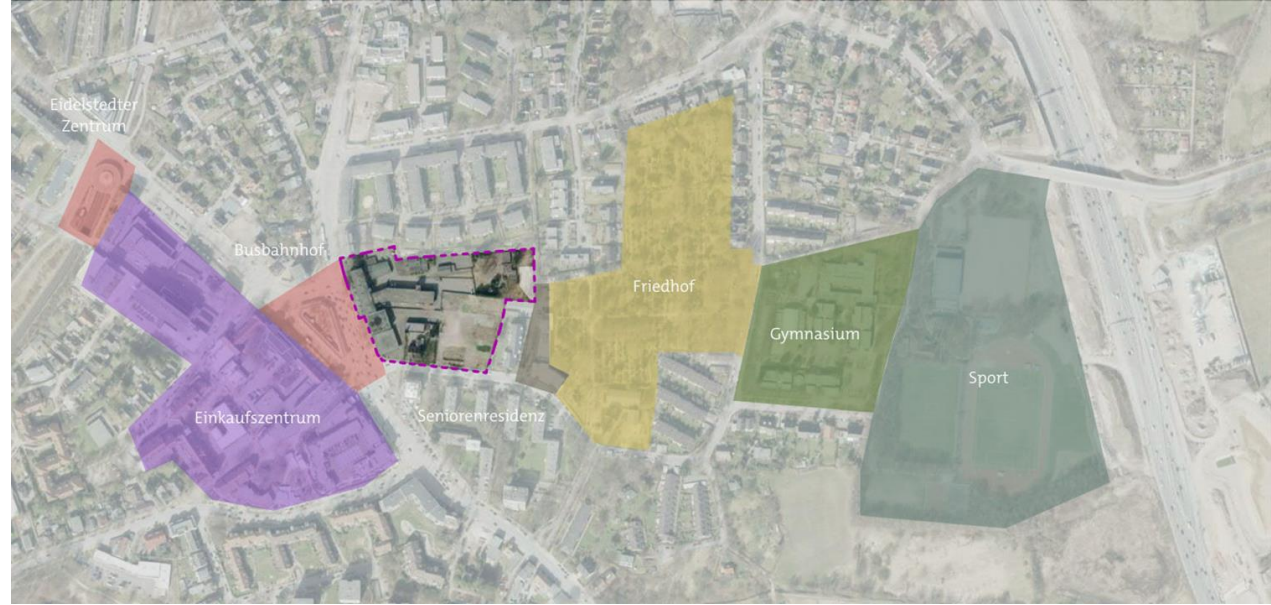 Eidelstedter
Zentrum
Busbahnhof
Friedhof
Gymnasium
Sport
Einkaufszentrum
Seniorenresidenz